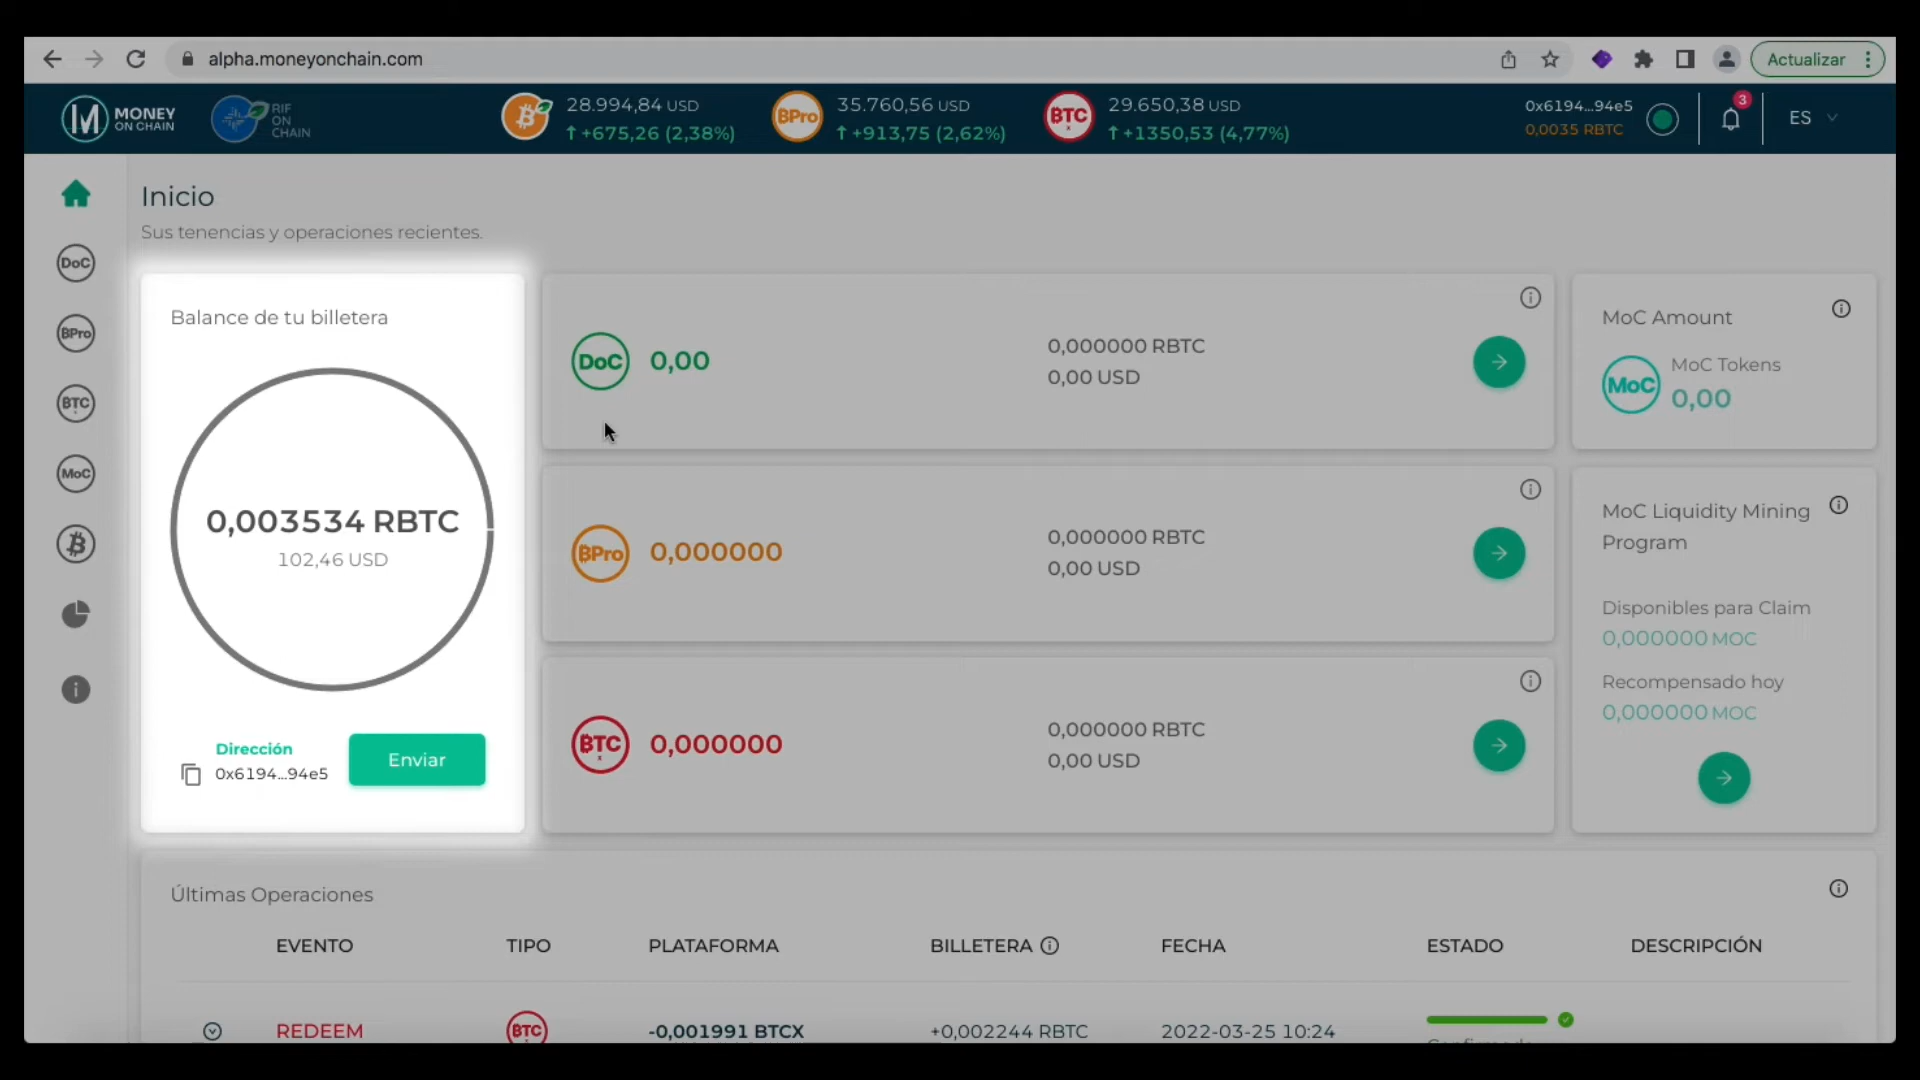 alpha.moneyonchain.com
Actualizar
MONEY
ON CHAIN
RIF
ON
CHAIN
28.994,84 USD
+675,26 (2,38%)
BPro
35.760,56 USD
+913,75 (2,62%)
BTC
x
29.650,38 USD
+1350,53 (4,77%)
0x6194...94e5
0,0035 RBTC
3
ES
Inicio
Sus tenencias y operaciones recientes.
DoC
BPro
BTC
MoC
Balance de tu billetera
0,003534 RBTC
102,46 USD
Dirección
0x6194...94e5
Enviar
DoC
0,00
0,000000 RBTC
0,00 USD
BPro
0,000000
0,000000 RBTC
0,00 USD
BTC
x
0,000000
0,000000 RBTC
0,00 USD
MoC Amount
MoC
MoC Tokens
0,00
MoC Liquidity Mining
Program
Disponibles para Claim
0,000000 MOC
Recompensado hoy
0,000000 MOC
Últimas Operaciones
EVENTO TIPO PLATAFORMA BILLETERA FECHA ESTADO DESCRIPCIÓN
REDEEM BTC -0,001991 BTCX +0,002244 RBTC 2022-03-25 10:24